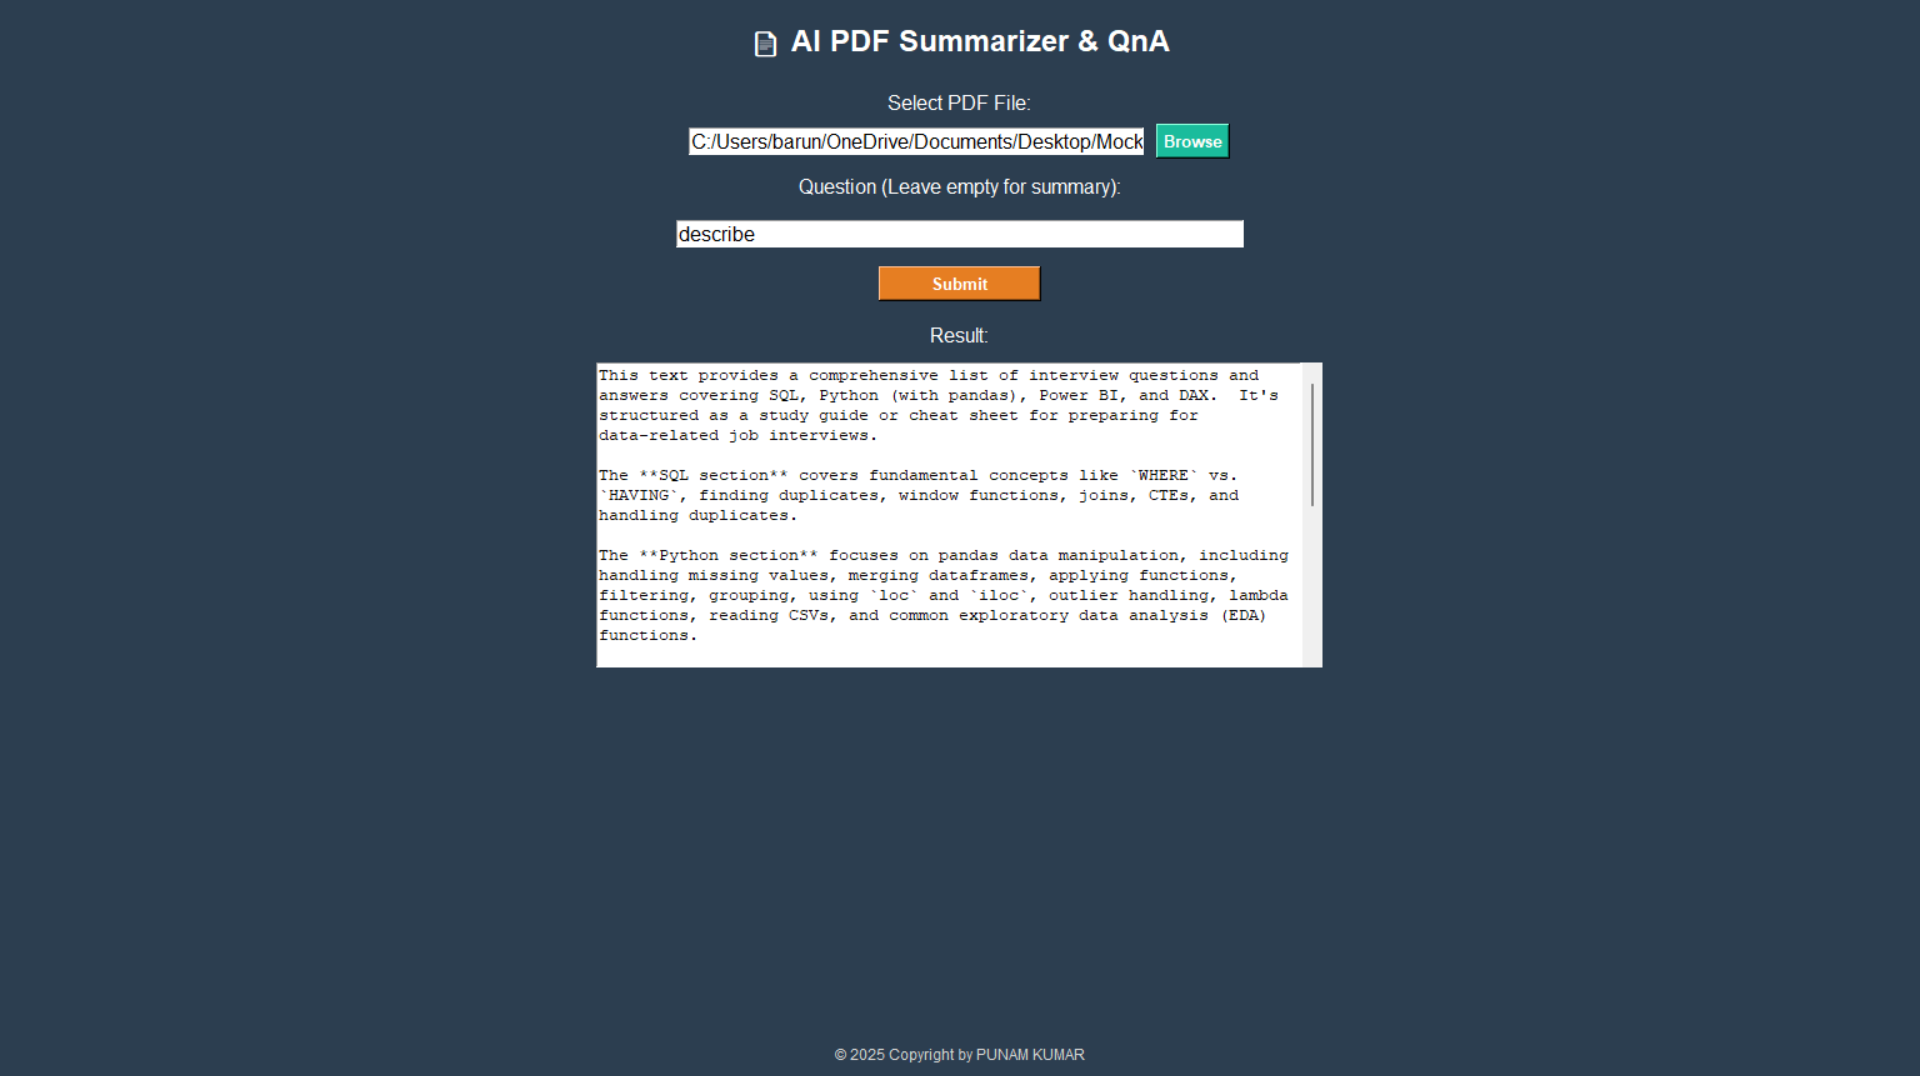 AI PDF Summarizer & QnA
Select PDF File:
C:/Users/barun/OneDrive/Documents/Desktop/Mock
Browse
Question (Leave empty for summary):
describe
Submit
Result:
This text provides a comprehensive list of interview questions and
answers covering SQL, Python (with pandas), Power BI, and DAX.  It's
structured as a study guide or cheat sheet for preparing for
data-related job interviews.
The **SQL section** covers fundamental concepts like `WHERE` vs.
`HAVING`, finding duplicates, window functions, joins, CTEs, and
handling duplicates.
The **Python section** focuses on pandas data manipulation, including
handling missing values, merging dataframes, applying functions,
filtering, grouping, using `loc` and `iloc`, outlier handling, lambda
functions, reading CSVs, and common exploratory data analysis (EDA)
functions.
© 2025 Copyright by PUNAM KUMAR